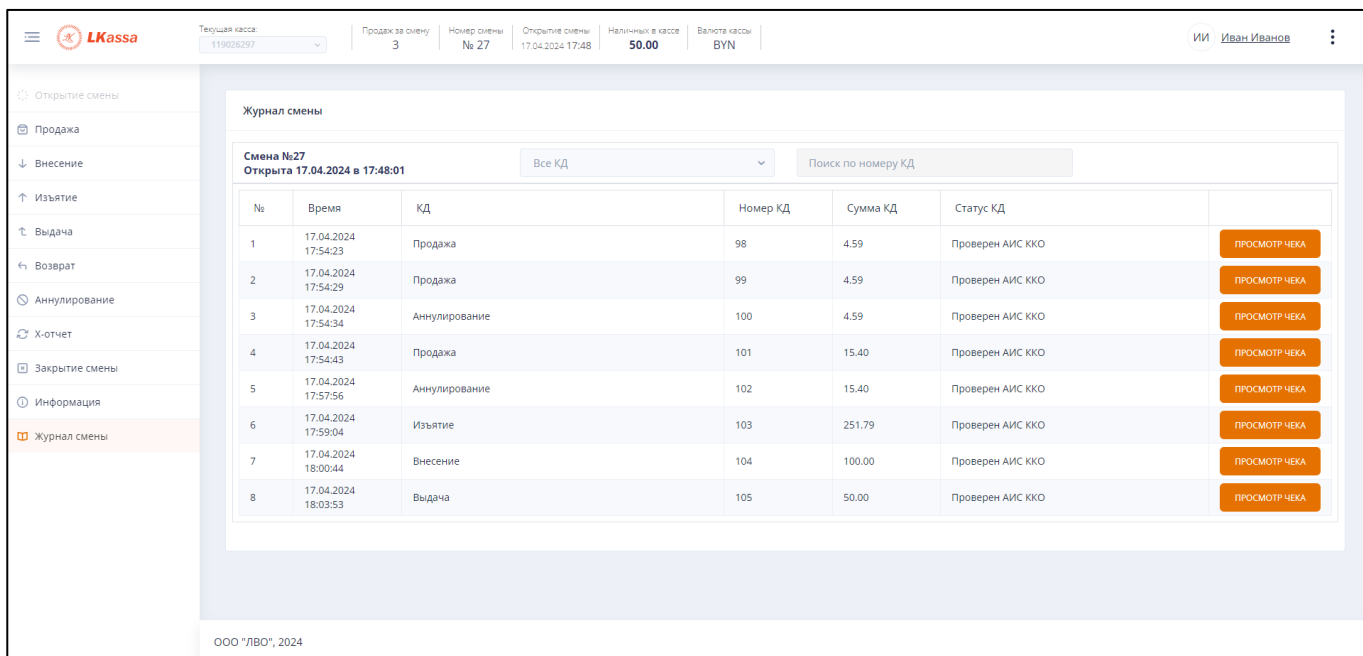 LKassa
Текущая касса:
119026297
Продаж за смену
3
Номер смены
№ 27
Открытие смены
17.04.2024 17:48
Наличных в кассе
50.00
Валюта кассы
BYN
ИИ Иван Иванов
Открытие смены
Продажа
Внесение
Изъятие
Выдача
Возврат
Аннулирование
X-отчет
Закрытие смены
Информация
Журнал смены
Журнал смены
Смена №27
Открыта 17.04.2024 в 17:48:01
Все КД
Поиск по номеру КД
№ Время КД Номер КД Сумма КД Статус КД
1 17.04.2024 17:54:23 Продажа 98 4.59 Проверен АИС ККО ПРОСМОТР ЧЕКА
2 17.04.2024 17:54:29 Продажа 99 4.59 Проверен АИС ККО ПРОСМОТР ЧЕКА
3 17.04.2024 17:54:34 Аннулирование 100 4.59 Проверен АИС ККО ПРОСМОТР ЧЕКА
4 17.04.2024 17:54:43 Продажа 101 15.40 Проверен АИС ККО ПРОСМОТР ЧЕКА
5 17.04.2024 17:57:56 Аннулирование 102 15.40 Проверен АИС ККО ПРОСМОТР ЧЕКА
6 17.04.2024 17:59:04 Изъятие 103 251.79 Проверен АИС ККО ПРОСМОТР ЧЕКА
7 17.04.2024 18:00:44 Внесение 104 100.00 Проверен АИС ККО ПРОСМОТР ЧЕКА
8 17.04.2024 18:03:53 Выдача 105 50.00 Проверен АИС ККО ПРОСМОТР ЧЕКА
ООО "ЛВО", 2024